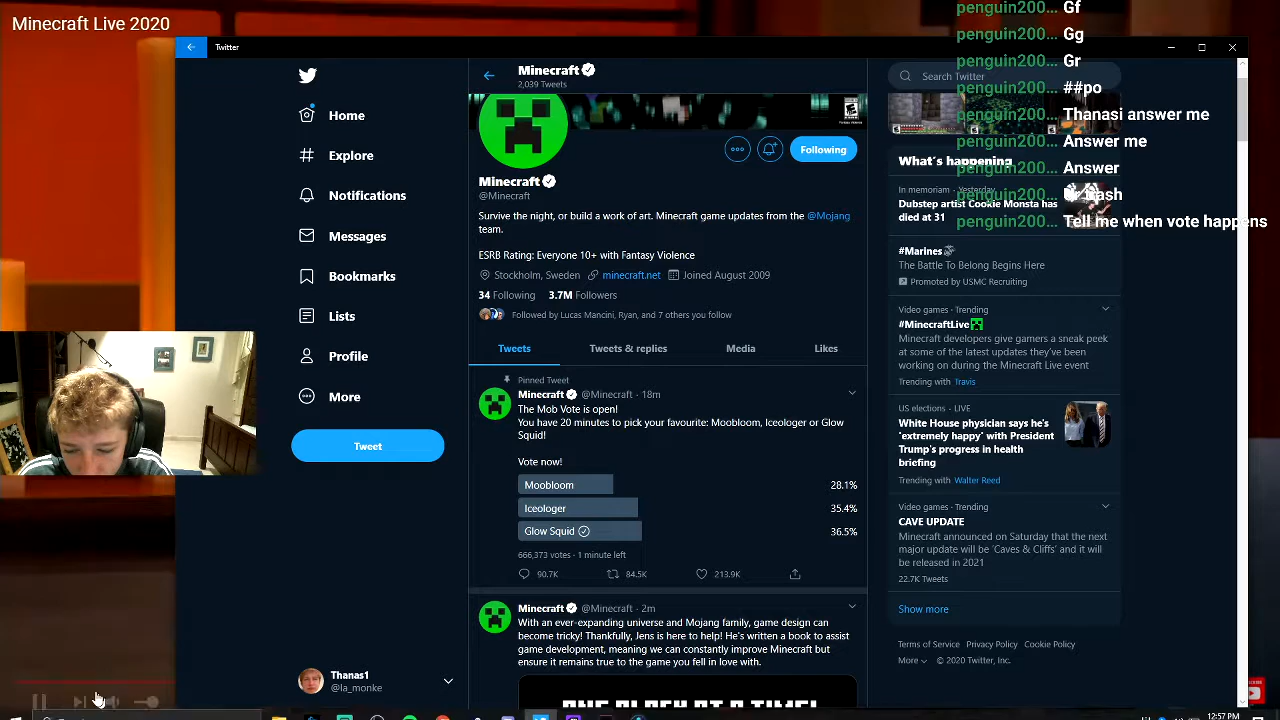 Minecraft Live 2020
penguin200... Gf
penguin200... Gg
penguin200... Gr
penguin200... ##po
penguin200... Thanasi answer me
penguin200... Answer me
penguin200... Answer
penguin200...
penguin200... Tell me when vote happens
Twitter
Home
Explore
Notifications
Messages
Bookmarks
Lists
Profile
More
Tweet
Thanas1
@la_monke
Minecraft
2,039 Tweets
Following
Minecraft
@Minecraft
Survive the night, or build a work of art. Minecraft game updates from the @Mojang
team.
ESRB Rating: Everyone 10+ with Fantasy Violence
Stockholm, Sweden minecraft.net Joined August 2009
34 Following 3.7M Followers
Followed by Lucas Mancini, Ryan, and 7 others you follow
Tweets Tweets & replies Media Likes
Pinned Tweet
Minecraft @Minecraft · 18m
The Mob Vote is open!
You have 20 minutes to pick your favourite: Moobloom, Iceologer or Glow
Squid!
Vote now!
Moobloom 28.1%
Iceologer 35.4%
Glow Squid 36.5%
666,373 votes · 1 minute left
90.7K 84.5K 213.9K
Minecraft @Minecraft · 2m
With an ever-expanding universe and Mojang family, game design can
become tricky! Thankfully, Jens is here to help! He's written a book to assist
game development, meaning we can constantly improve Minecraft but
ensure it remains true to the game you fell in love with.
Search Twitter
What's happening
In memoriam · Yesterday
Dubstep artist Cookie Monsta has
died at 31
#Marines
The Battle To Belong Begins Here
Promoted by USMC Recruiting
Video games · Trending
#MinecraftLive
Minecraft developers give gamers a sneak peek
at some of the latest updates they've been
working on during the Minecraft Live event
Trending with Travis
US elections · LIVE
White House physician says he's
'extremely happy' with President
Trump's progress in health
briefing
Trending with Walter Reed
Video games · Trending
CAVE UPDATE
Minecraft announced on Saturday that the next
major update will be 'Caves & Cliffs' and it will
be released in 2021
22.7K Tweets
Show more
Terms of Service Privacy Policy Cookie Policy
More © 2020 Twitter, Inc.
12:57 PM